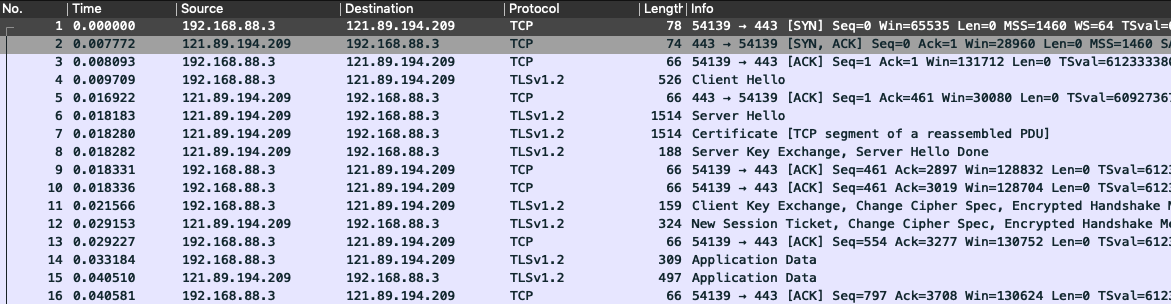 No. Time Source Destination Protocol Length Info
1 0.000000 192.168.88.3 121.89.194.209 TCP 78 54139 → 443 [SYN] Seq=0 Win=65535 Len=0 MSS=1460 WS=64 TSval=0
2 0.007772 121.89.194.209 192.168.88.3 TCP 74 443 → 54139 [SYN, ACK] Seq=0 Ack=1 Win=28960 Len=0 MSS=1460 SA
3 0.008093 192.168.88.3 121.89.194.209 TCP 66 54139 → 443 [ACK] Seq=1 Ack=1 Win=131712 Len=0 TSval=612333380
4 0.009709 192.168.88.3 121.89.194.209 TLSv1.2 526 Client Hello
5 0.016922 121.89.194.209 192.168.88.3 TCP 66 443 → 54139 [ACK] Seq=1 Ack=461 Win=30080 Len=0 TSval=60927367
6 0.018183 121.89.194.209 192.168.88.3 TLSv1.2 1514 Server Hello
7 0.018280 121.89.194.209 192.168.88.3 TLSv1.2 1514 Certificate [TCP segment of a reassembled PDU]
8 0.018282 121.89.194.209 192.168.88.3 TLSv1.2 188 Server Key Exchange, Server Hello Done
9 0.018331 192.168.88.3 121.89.194.209 TCP 66 54139 → 443 [ACK] Seq=461 Ack=2897 Win=128832 Len=0 TSval=6123
10 0.018336 192.168.88.3 121.89.194.209 TCP 66 54139 → 443 [ACK] Seq=461 Ack=3019 Win=128704 Len=0 TSval=6123
11 0.021566 192.168.88.3 121.89.194.209 TLSv1.2 159 Client Key Exchange, Change Cipher Spec, Encrypted Handshake M
12 0.029153 121.89.194.209 192.168.88.3 TLSv1.2 324 New Session Ticket, Change Cipher Spec, Encrypted Handshake Me
13 0.029227 192.168.88.3 121.89.194.209 TCP 66 54139 → 443 [ACK] Seq=554 Ack=3277 Win=130752 Len=0 TSval=6123
14 0.033184 192.168.88.3 121.89.194.209 TLSv1.2 309 Application Data
15 0.040510 121.89.194.209 192.168.88.3 TLSv1.2 497 Application Data
16 0.040581 192.168.88.3 121.89.194.209 TCP 66 54139 → 443 [ACK] Seq=797 Ack=3708 Win=130624 Len=0 TSval=6123